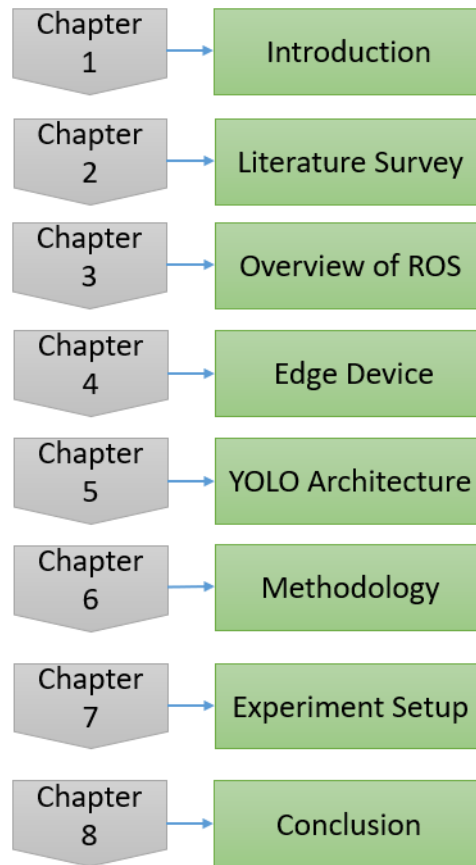 Chapter
1
Introduction
Chapter
2
Literature Survey
Chapter
3
Overview of ROS
Chapter
4
Edge Device
Chapter
5
YOLO Architecture
Chapter
6
Methodology
Chapter
7
Experiment Setup
Chapter
8
Conclusion